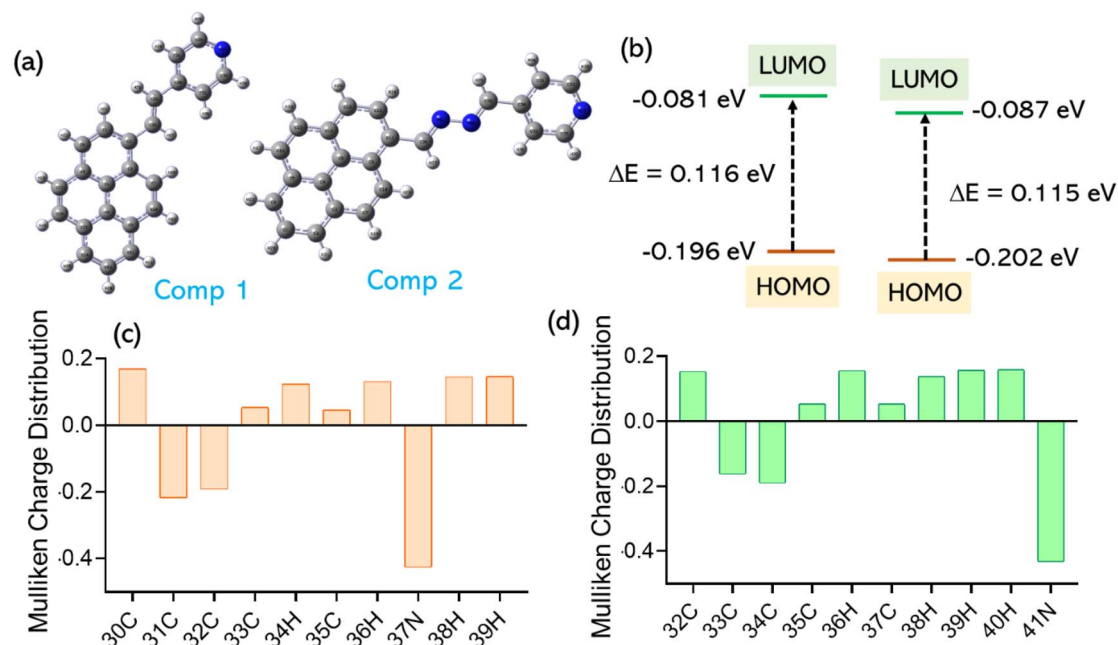 (a)
Comp 1
Comp 2
(b)
LUMO
LUMO
-0.081 eV
-0.087 eV
ΔE = 0.116 eV
ΔE = 0.115 eV
-0.196 eV
-0.202 eV
HOMO
HOMO
(c)
Mulliken Charge Distribution
0.2
0.0
-0.2
-0.4
30C
31C
32C
33C
34H
35C
36H
37N
38H
39H
(d)
Mulliken Charge Distribution
0.2
0.0
-0.2
-0.4
32C
33C
34C
35C
36H
37C
38H
39H
40H
41N